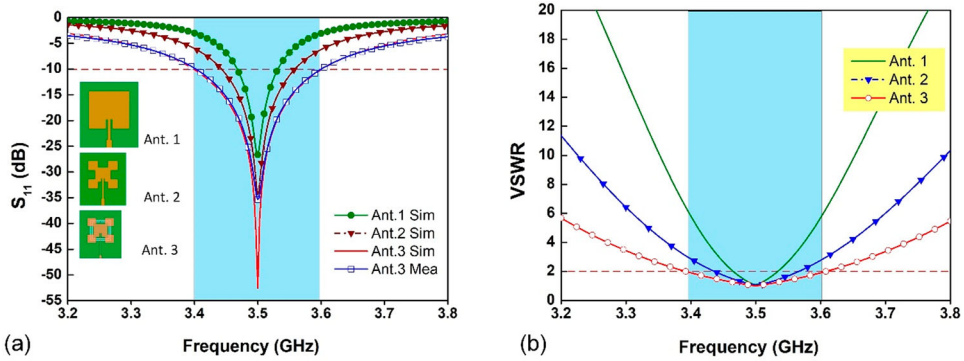 0
-5
-10
-15
-20
-25
-30
-35
-40
-45
-50
-55
S11 (dB)
Ant. 1
Ant. 2
Ant. 3
Ant.1 Sim
Ant.2 Sim
Ant.3 Sim
Ant.3 Mea
3.2 3.3 3.4 3.5 3.6 3.7 3.8
(a)
Frequency (GHz)
20
18
16
14
12
10
8
6
4
2
0
VSWR
Ant. 1
Ant. 2
Ant. 3
3.2 3.3 3.4 3.5 3.6 3.7 3.8
(b)
Frequency (GHz)